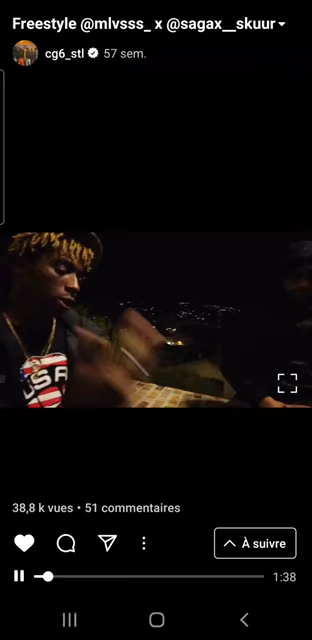 Freestyle @mlvsss_ x @sagax__skuur
cg6_stl 57 sem.
USA
38,8 k vues • 51 commentaires
À suivre
1:38